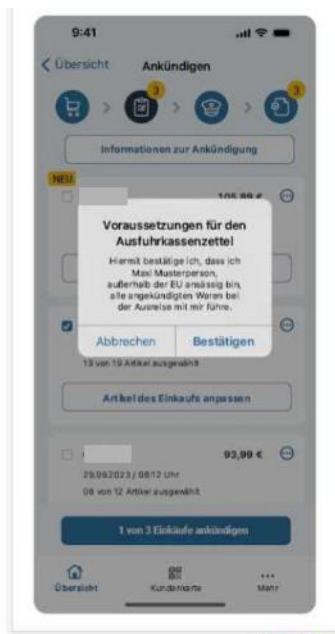 9:41
Übersicht
Ankündigen
3
3
Informationen zur Ankündigung
NEU
105,89 €
Voraussetzungen für den
Ausfuhrkassenzettel
Hiermit bestätige ich, dass ich
Maxi Musterperson,
außerhalb der EU ansässig bin,
alle angekündigten Waren bei
der Ausreise mit mir führe.
Abbrechen
Bestätigen
13 von 19 Artikel ausgewählt
Artikel des Einkaufs anpassen
93,99 €
29.09.2023 / 08:12 Uhr
08 von 12 Artikel ausgewählt
1 von 3 Einkäufe ankündigen
Übersicht
Kundenkarte
Mehr